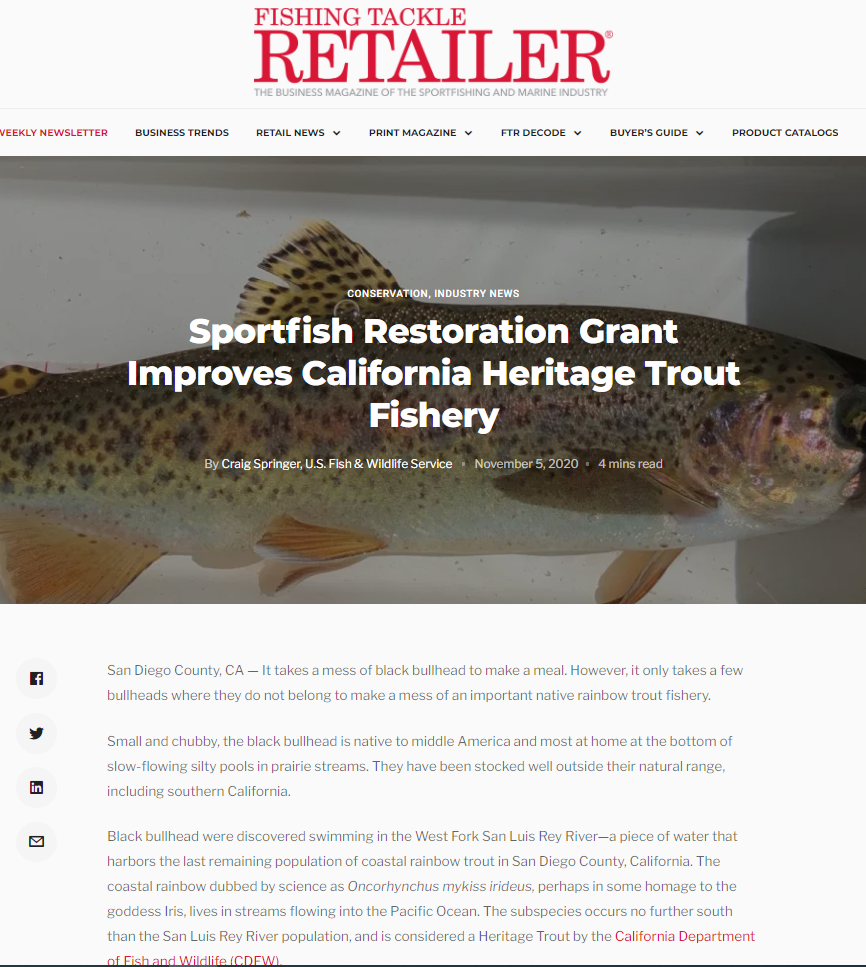 FISHING TACKLE
RETAILER®
THE BUSINESS MAGAZINE OF THE SPORTFISHING AND MARINE INDUSTRY
WEEKLY NEWSLETTER BUSINESS TRENDS RETAIL NEWS PRINT MAGAZINE FTR DECODE BUYER'S GUIDE PRODUCT CATALOGS
CONSERVATION, INDUSTRY NEWS
Sportfish Restoration Grant
Improves California Heritage Trout
Fishery
By Craig Springer, U.S. Fish & Wildlife Service • November 5, 2020 • 4 mins read
San Diego County, CA — It takes a mess of black bullhead to make a meal. However, it only takes a few
bullheads where they do not belong to make a mess of an important native rainbow trout fishery.
Small and chubby, the black bullhead is native to middle America and most at home at the bottom of
slow-flowing silty pools in prairie streams. They have been stocked well outside their natural range,
including southern California.
Black bullhead were discovered swimming in the West Fork San Luis Rey River—a piece of water that
harbors the last remaining population of coastal rainbow trout in San Diego County, California. The
coastal rainbow dubbed by science as Oncorhynchus mykiss irideus, perhaps in some homage to the
goddess Iris, lives in streams flowing into the Pacific Ocean. The subspecies occurs no further south
than the San Luis Rey River population, and is considered a Heritage Trout by the California Department
of Fish and Wildlife (CDFW).